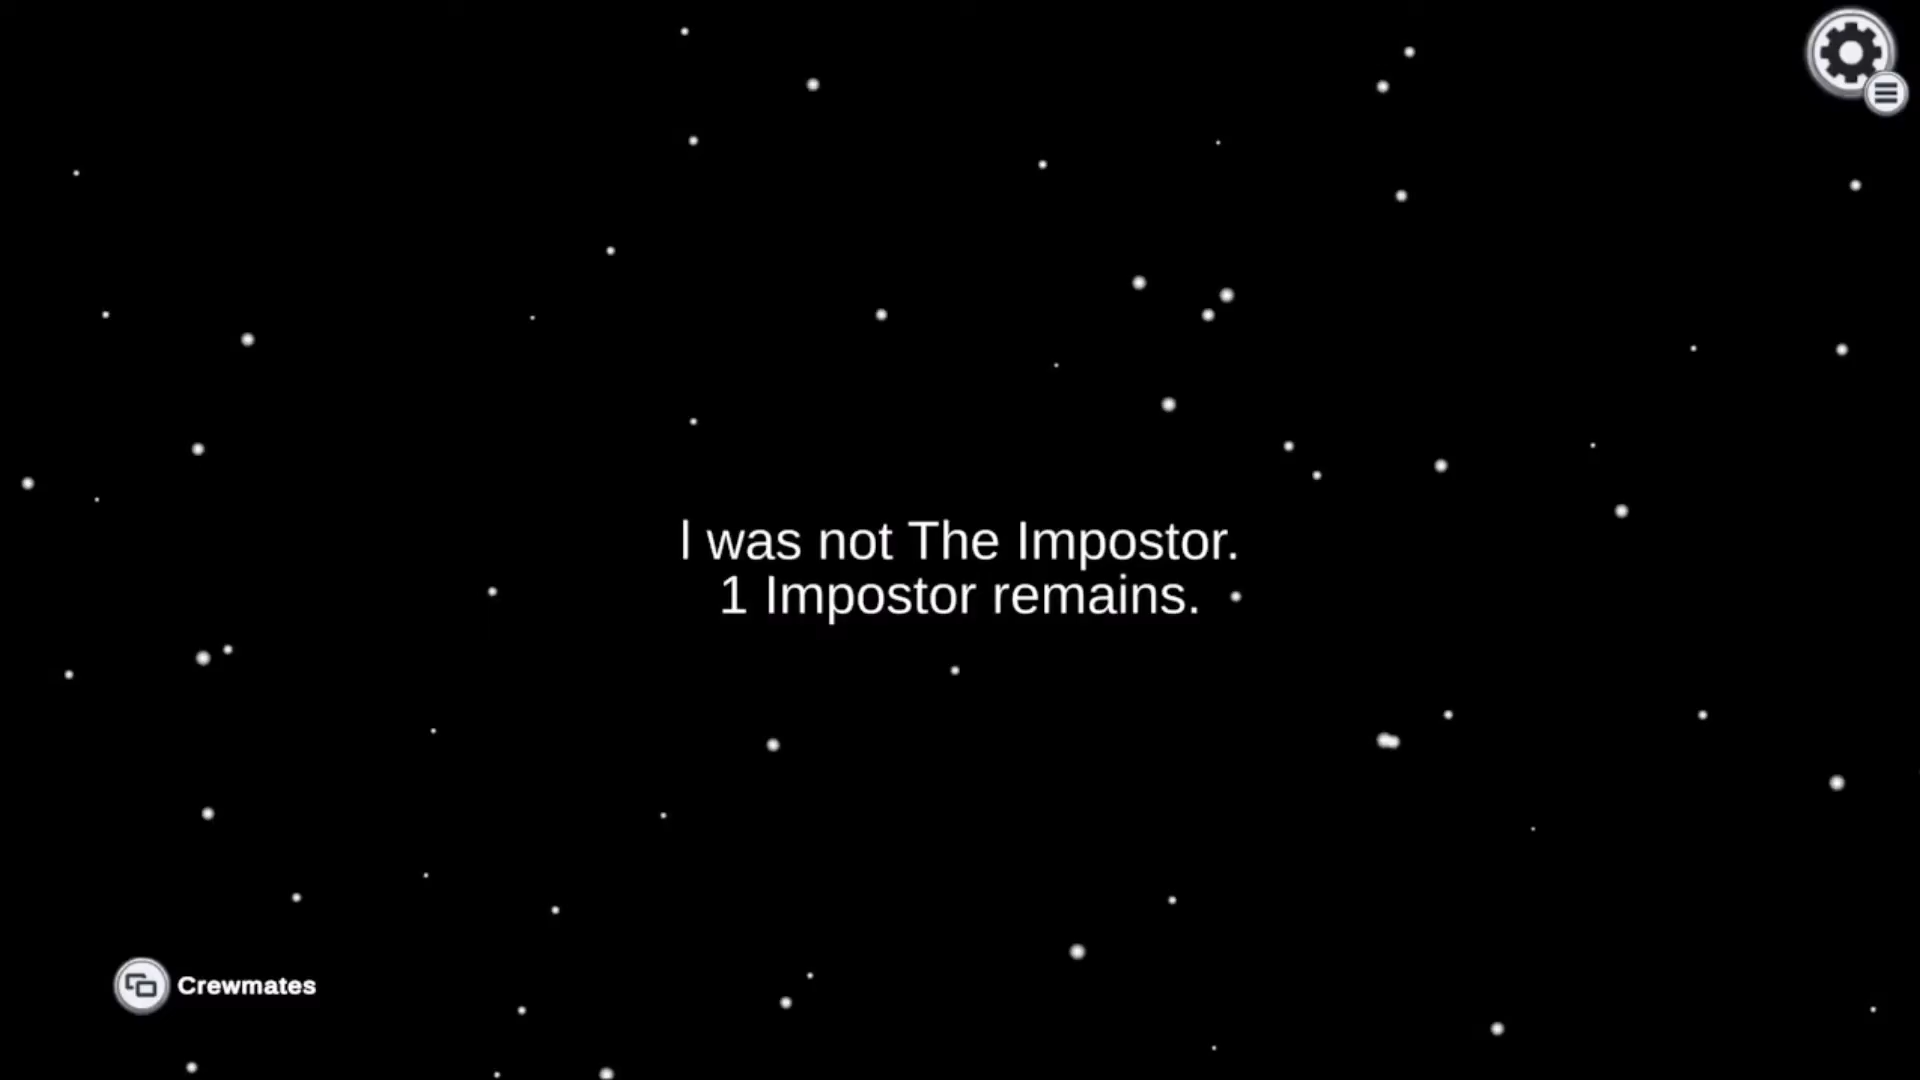 I was not The Impostor.
1 Impostor remains.
Crewmates